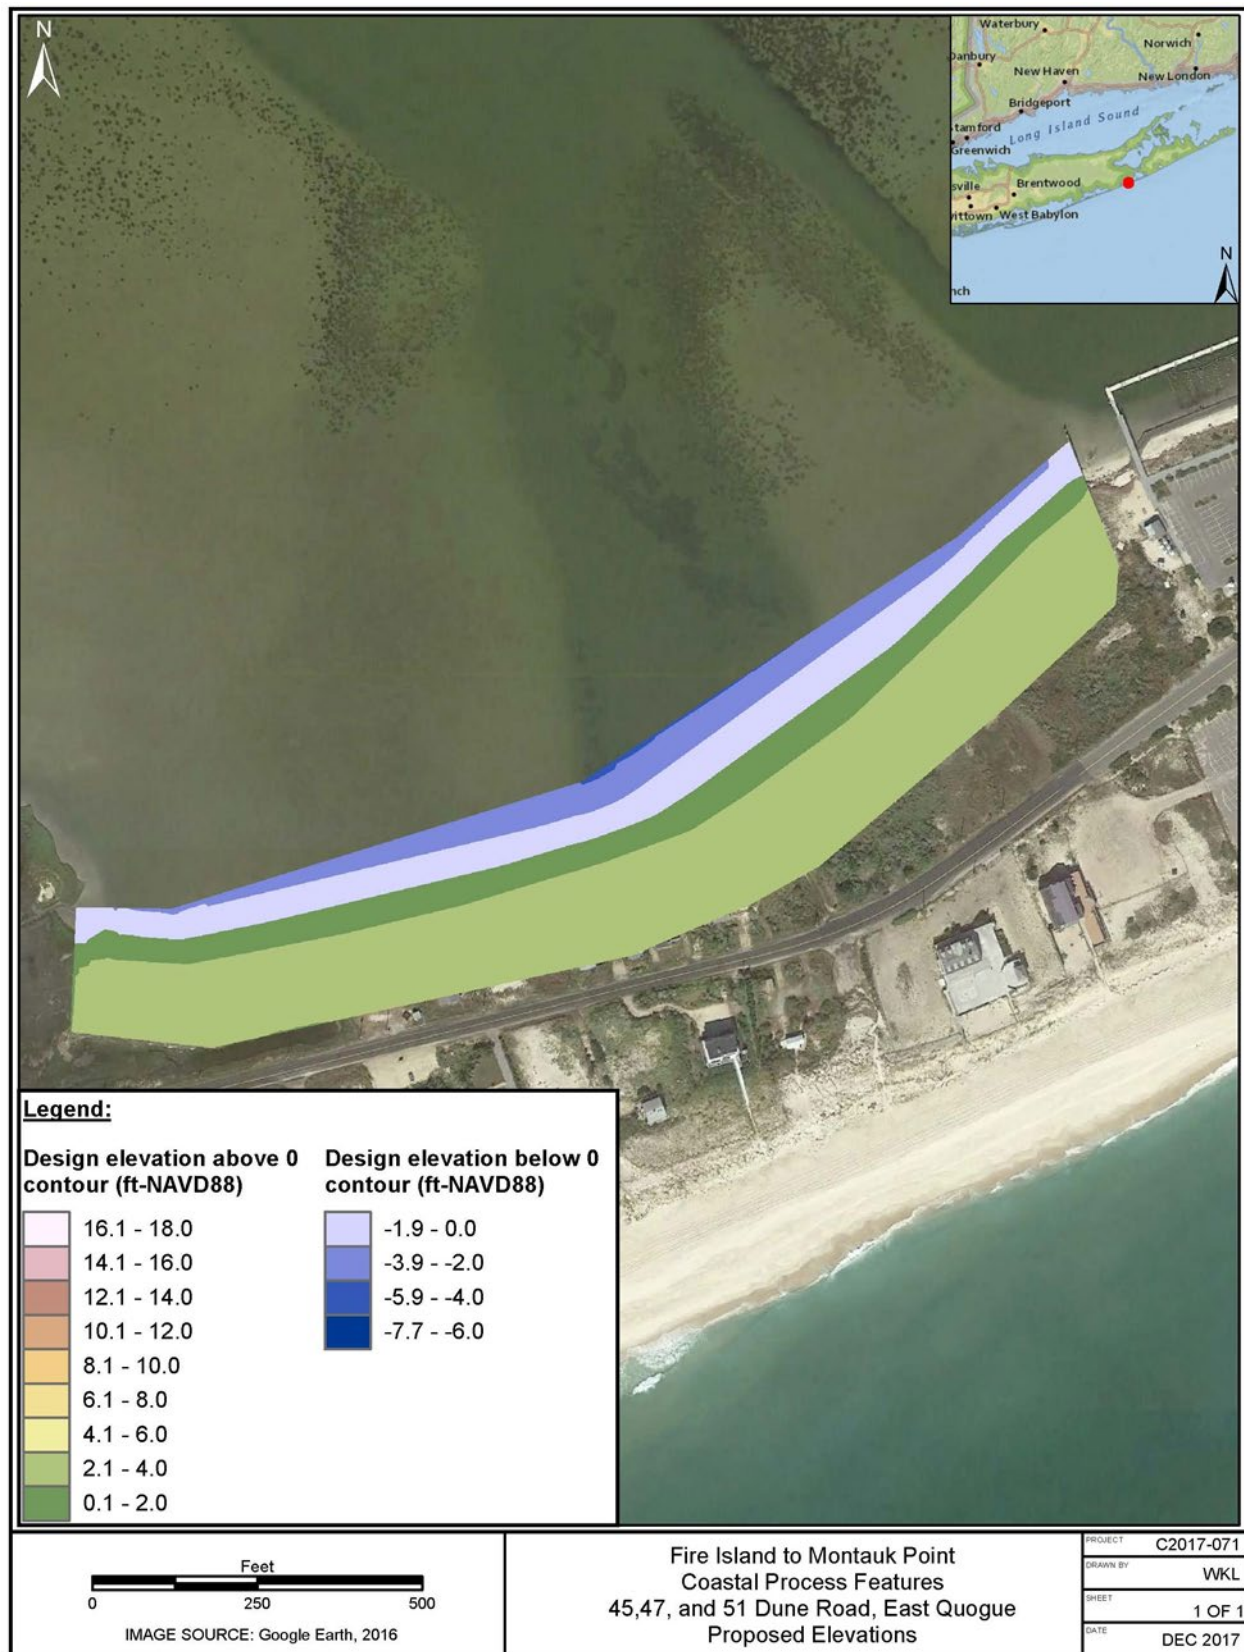 N
Waterbury
Danbury
Norwich
New Haven
New London
Bridgeport
Stamford
Long Island Sound
Greenwich
sville
Brentwood
vittown
West Babylon
N
nch
Legend:
Design elevation above 0
contour (ft-NAVD88)
16.1 - 18.0
14.1 - 16.0
12.1 - 14.0
10.1 - 12.0
8.1 - 10.0
6.1 - 8.0
4.1 - 6.0
2.1 - 4.0
0.1 - 2.0
Design elevation below 0
contour (ft-NAVD88)
-1.9 - 0.0
-3.9 - -2.0
-5.9 - -4.0
-7.7 - -6.0
Feet
0 250 500
IMAGE SOURCE: Google Earth, 2016
Fire Island to Montauk Point
Coastal Process Features
45,47, and 51 Dune Road, East Quogue
Proposed Elevations
PROJECT C2017-071
DRAWN BY WKL
SHEET 1 OF 1
DATE DEC 2017